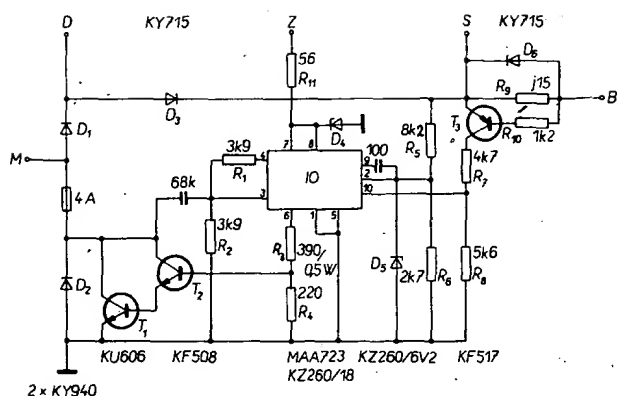 D KY715 Z S KY715
56
R11
D6
R9 j15
B
D3
D1
D4
T3
R10 1k2
8k2
R5
4k7
R7
M
3k9
R1
7 8
4
3
IO
9 100
2
10
4A
68k
3k9
R2
6 1 5
R3 390/
0,5W
D5
2k7
R6
5k6
R8
D2
T2
T1
220
R4
KU606 KF508 MAA723 KZ260/6V2 KF517
KZ260/18
2 x KY940